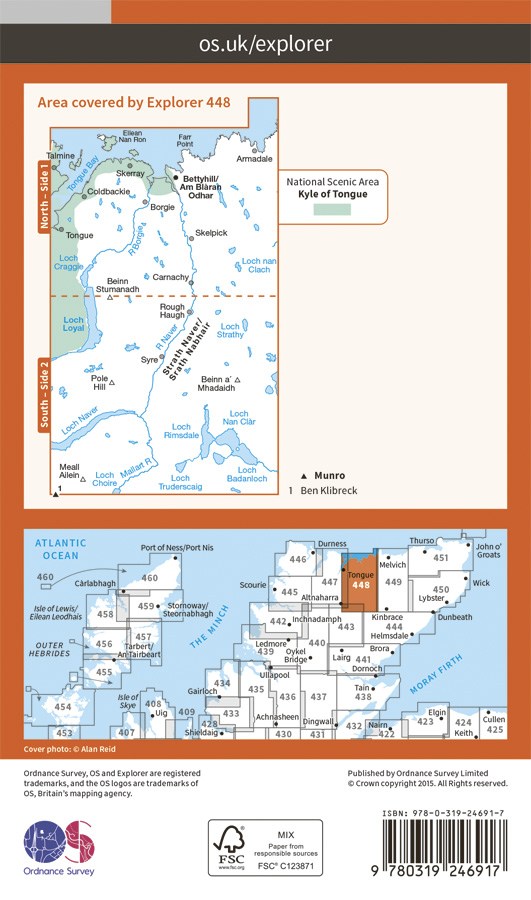 os.uk/explorer
Area covered by Explorer 448
North – Side 1
South – Side 2
Eilean
Nan Ron
Farr
Point
Talmine
Tongue Bay
Skerray
Armadale
Bettyhill/
Am Blàran
Odhar
Coldbackie
Borgie
Tongue
R Borgie
Skelpick
Loch
Craggie
Loch nan
Clach
Beinn
Stumanadh
Carnachy
Rough
Haugh
Loch
Loyal
R Naver
Strath Naver/
Srath Nabhair
Loch
Strathy
Syre
Pole
Hill
Beinn a'
Mhadaidh
Loch Naver
Loch
Nan Clàr
Loch
Rimsdale
Meall
Ailein
Loch
Choire
Mallart R
Loch
Truderscaig
Loch
Badanloch
1
National Scenic Area
Kyle of Tongue
Munro
1 Ben Klibreck
ATLANTIC
OCEAN
Port of Ness/Port Nis
460
Càrlabhagh
460
Isle of Lewis/
Eilean Leodhais
458
459
Stornoway/
Steornabhagh
456
457
OUTER
HEBRIDES
Tarbert/
An Tairbeart
455
454
453
Isle of
Skye
408
Uig
407
409
THE MINCH
Durness
446
447
Tongue
448
Thurso
451
John o'
Groats
Melvich
449
Scourie
445
Altnaharra
450
Wick
Lybster
Dunbeath
Kinbrace
444
Helmsdale
442
Inchnadamph
443
Ledmore
439
Oykel
Bridge
440
Lairg
441
Brora
Dornoch
Ullapool
Tain
438
MORAY FIRTH
434
Gairloch
435
436
437
433
428
Shieldaig
Achnasheen
429
430
431
Dingwall
432
Nairn
422
Elgin
423
424
Keith
Cullen
425
Cover photo: © Alan Reid
Ordnance Survey, OS and Explorer are registered
trademarks, and the OS logos are trademarks of
OS, Britain's mapping agency.
Published by Ordnance Survey Limited
© Crown copyright 2015. All Rights reserved.
OS
Ordnance Survey
FSC
www.fsc.org
MIX
Paper from
responsible sources
FSC® C123871
ISBN: 978-0-319-24691-7
9 780319 246917